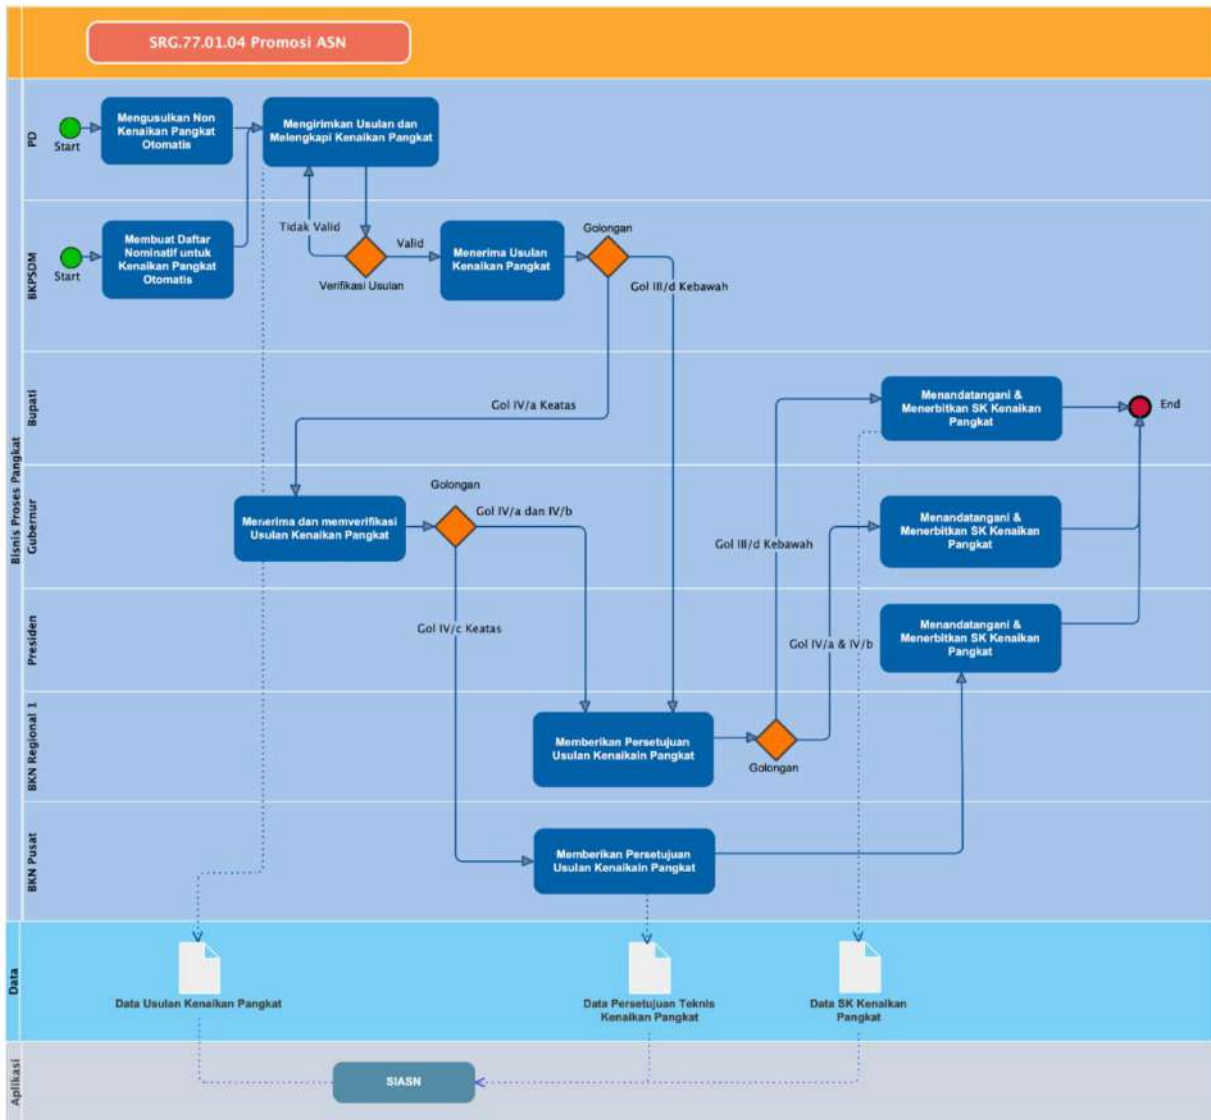 SRG.77.01.04 Promosi ASN
Bisnis Proses Pangkat
PD
Start
Mengusulkan Non
Kenaikan Pangkat
Otomatis
Mengirimkan Usulan dan
Melengkapi Kenaikan Pangkat
BKPSDM
Start
Membuat Daftar
Nominatif untuk
Kenaikan Pangkat
Otomatis
Tidak Valid
Verifikasi Usulan
Valid
Menerima Usulan
Kenaikan Pangkat
Golongan
Gol III/d Kebawah
Bupati
Gol IV/a Keatas
Menandatangani &
Menerbitkan SK Kenaikan
Pangkat
End
Gubernur
Menerima dan memverifikasi
Usulan Kenaikan Pangkat
Golongan
Gol IV/a dan IV/b
Gol III/d Kebawah
Menandatangani &
Menerbitkan SK Kenaikan
Pangkat
Presiden
Gol IV/c Keatas
Gol IV/a & IV/b
Menandatangani &
Menerbitkan SK Kenaikan
Pangkat
BKN Regional 1
Memberikan Persetujuan
Usulan Kenaikain Pangkat
Golongan
BKN Pusat
Memberikan Persetujuan
Usulan Kenaikain Pangkat
Data
Data Usulan Kenaikan Pangkat
Data Persetujuan Teknis
Kenaikan Pangkat
Data SK Kenaikan
Pangkat
Aplikasi
SIASN